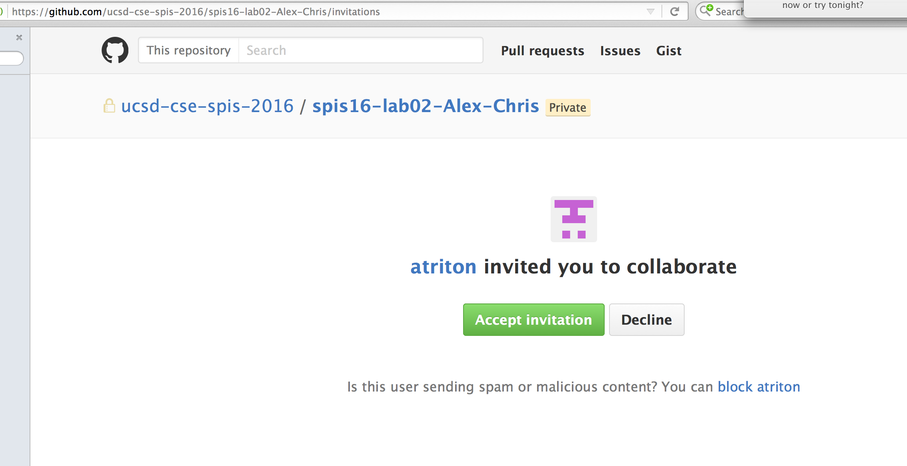 https://github.com/ucsd-cse-spis-2016/spis16-lab02-Alex-Chris/invitations
Search
now or try tonight?
This repository
Search
Pull requests
Issues
Gist
ucsd-cse-spis-2016 / spis16-lab02-Alex-Chris
Private
atriton invited you to collaborate
Accept invitation
Decline
Is this user sending spam or malicious content? You can block atriton